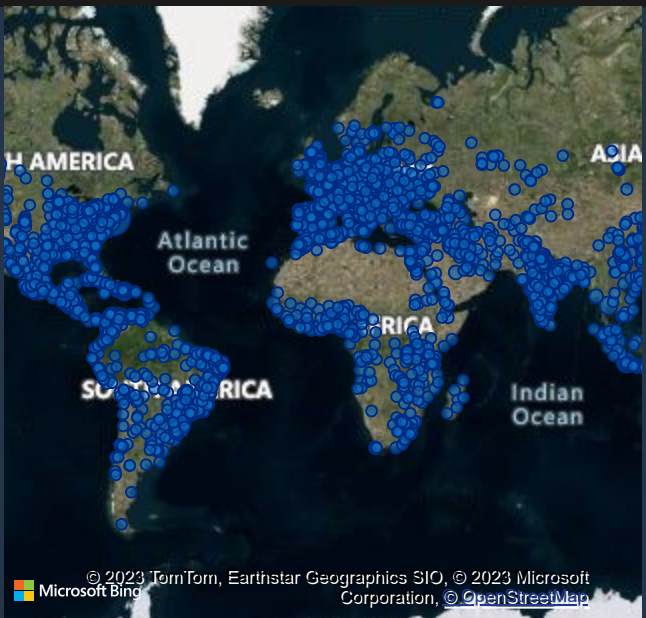 H AMERICA
ASIA
Atlantic
Ocean
RICA
SO
RICA
Indian
Ocean
© 2023 TomTom, Earthstar Geographics SIO, © 2023 Microsoft
Corporation, © OpenStreetMap
Microsoft Bing